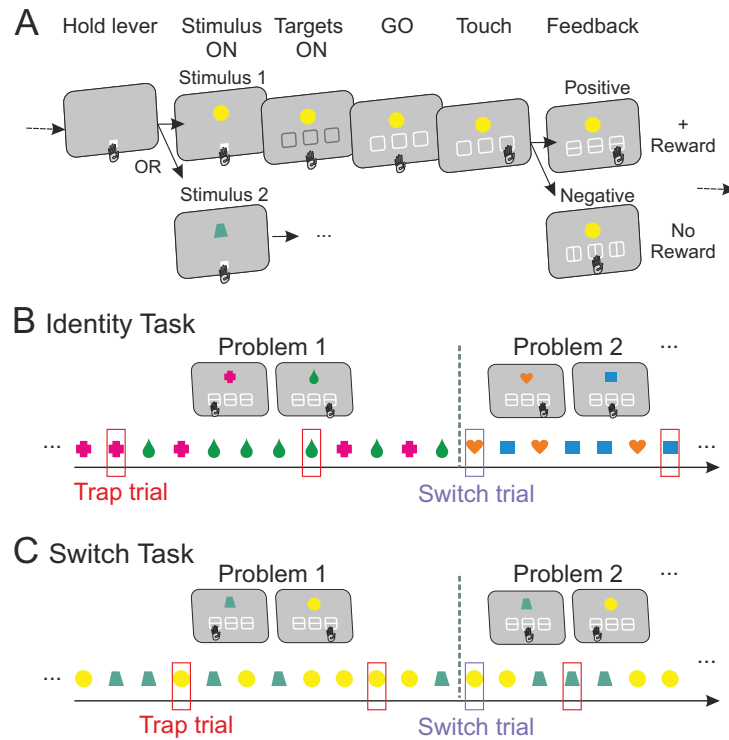 A
Hold lever Stimulus ON Targets ON GO Touch Feedback
Stimulus 1
Positive
+ Reward
OR
Stimulus 2
...
Negative
No Reward
B Identity Task
Problem 1 Problem 2 ...
... ...
Trap trial Switch trial
C Switch Task
Problem 1 Problem 2 ...
... ...
Trap trial Switch trial